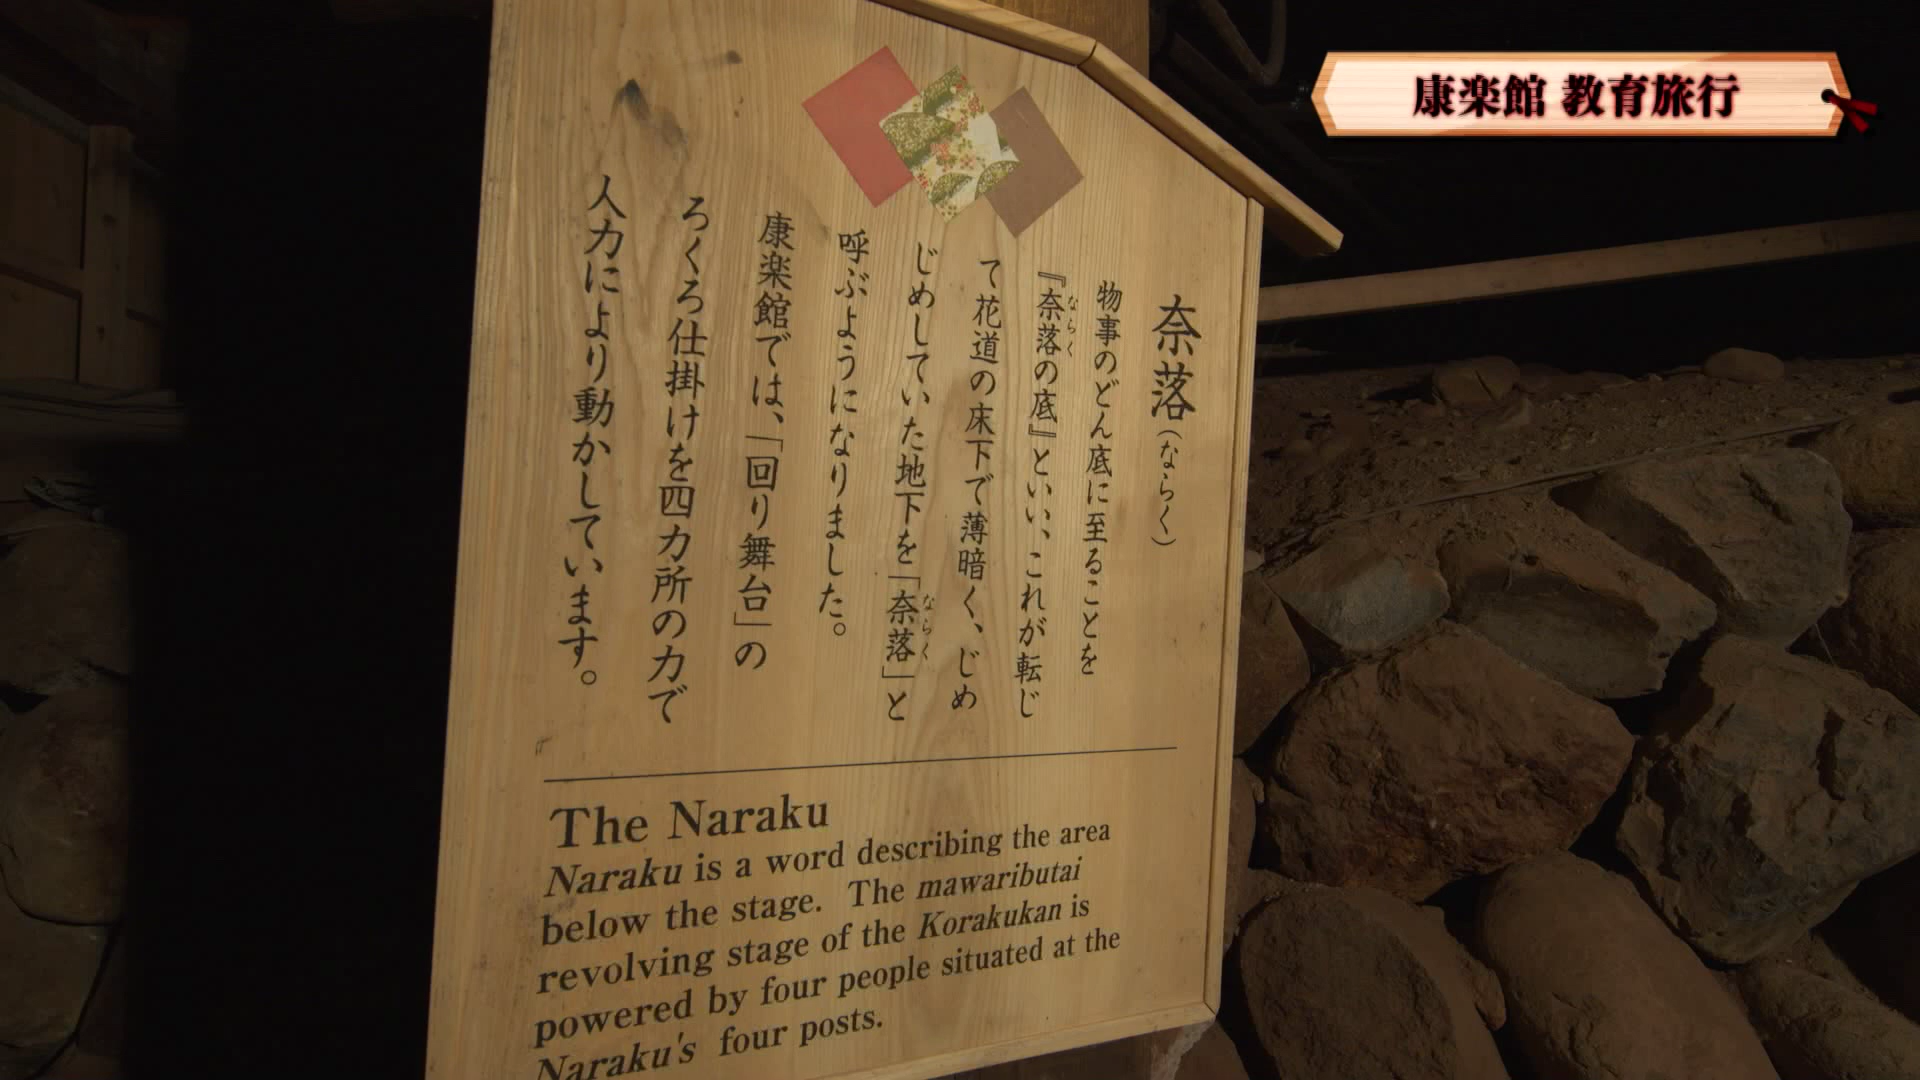 康楽館 教育旅行
奈落(ならく)
物事のどん底に至ることを
『奈落の底』といい、これが転じ
て花道の床下で薄暗く、じめ
じめしていた地下を「奈落」と
呼ぶようになりました。
康楽館では、「回り舞台」の
ろくろ仕掛けを四カ所の力で
人力により動かしています。
The Naraku
Naraku is a word describing the area
below the stage. The mawaributai
revolving stage of the Korakukan is
powered by four people situated at the
Naraku's four posts.